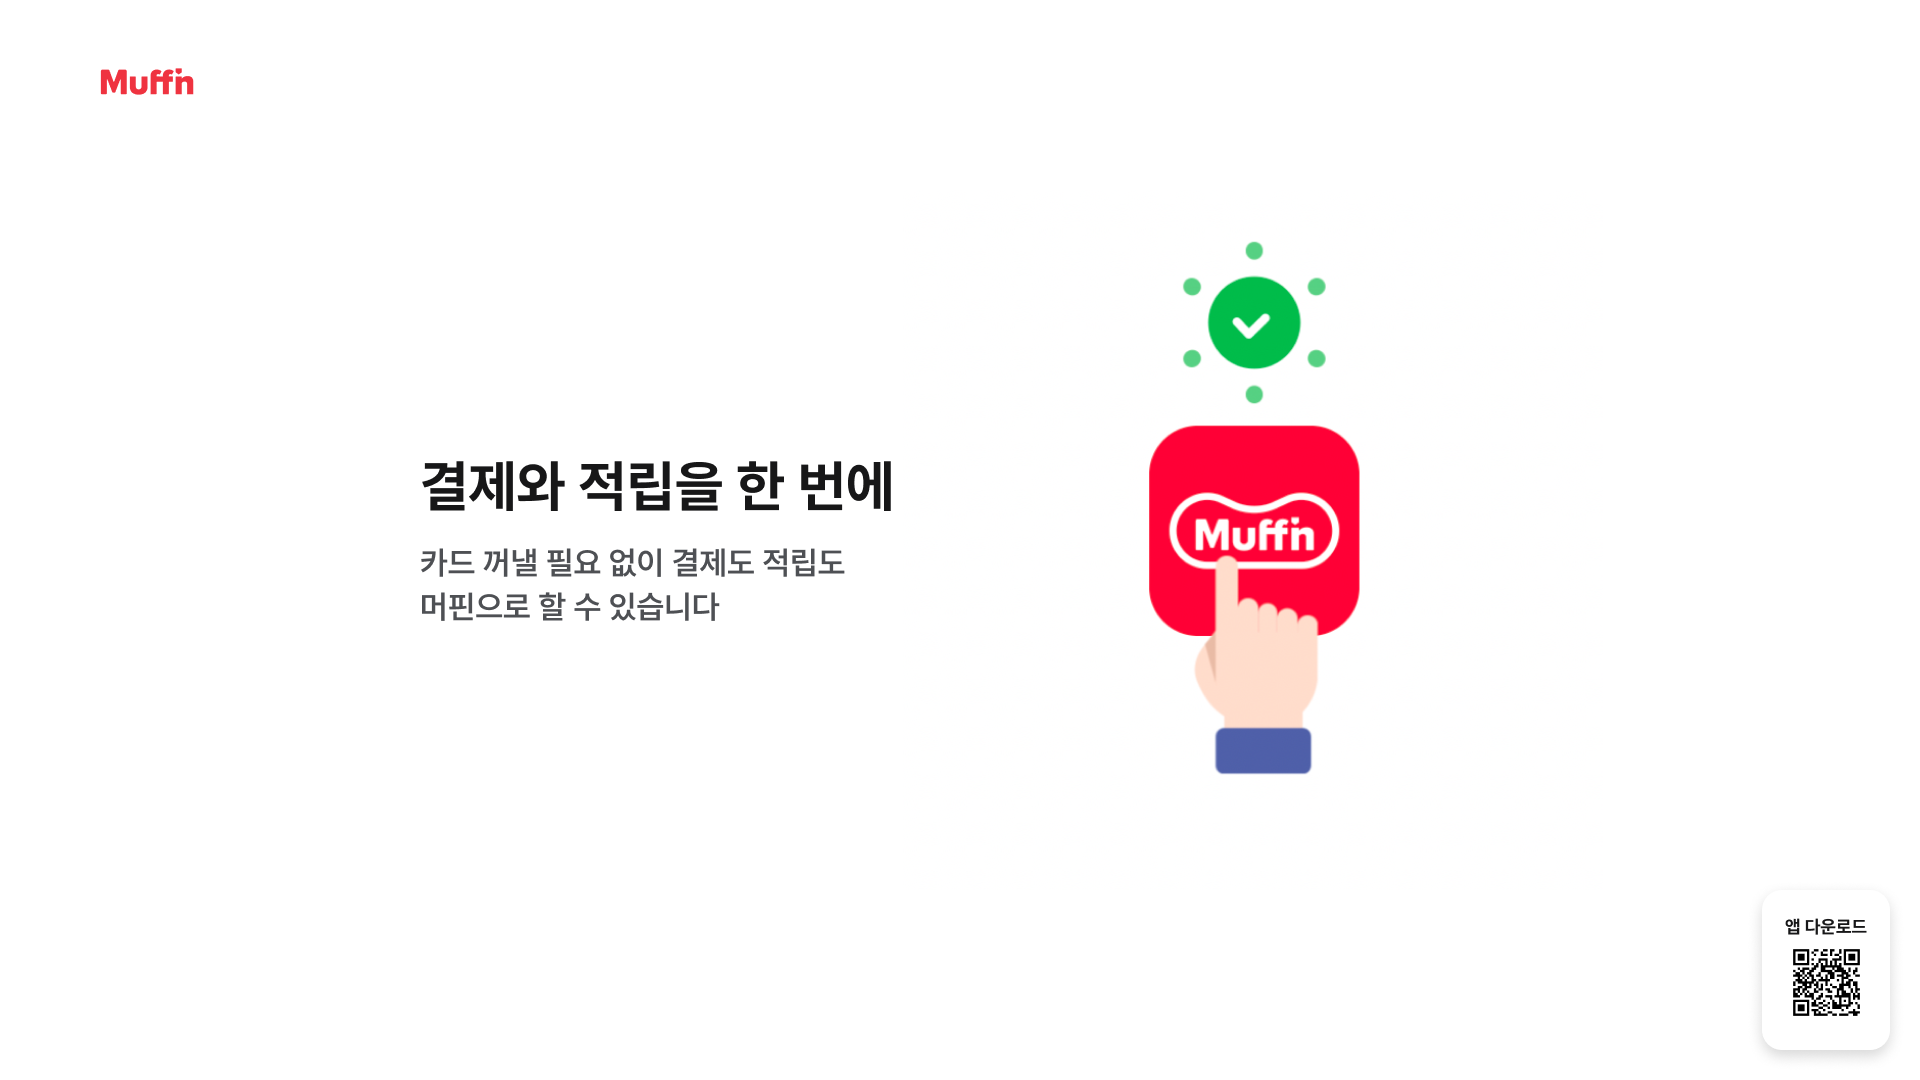 Muffin
결제와 적립을 한 번에
카드 꺼낼 필요 없이 결제도 적립도
머핀으로 할 수 있습니다
Muffin
앱 다운로드